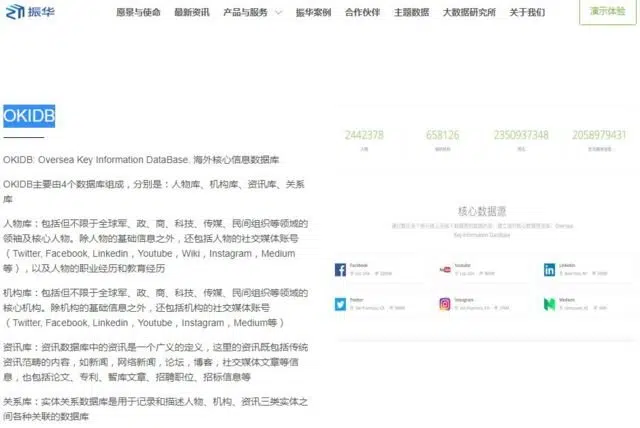 振华
愿景与使命 最新资讯 产品与服务 振华案例 合作伙伴 主题数据 大数据研究所 关于我们 演示体验
OKIDB
OKIDB: Oversea Key Information DataBase. 海外核心信息数据库
OKIDB主要由4个数据库组成，分别是：人物库、机构库、资讯库、关系
库
人物库：包括但不限于全球军、政、商、科技、传媒、民间组织等领域的
领袖及核心人物。除人物的基础信息之外，还包括人物的社交媒体账号
（Twitter, Facebook, Linkedin，Youtube，Wiki，Instagram，Medium
等），以及人物的职业经历和教育经历
机构库：包括但不限于全球军、政、商、科技、传媒、民间组织等领域的
核心机构。除机构的基础信息之外，还包括机构的社交媒体账号
（Twitter, Facebook, Linkedin，Youtube，Instagram，Medium等）
资讯库：资讯数据库中的资讯是一个广义的定义，这里的资讯既包括传统
资讯范畴的内容，如新闻，网络新闻，论坛，博客，社交媒体文章等信
息，也包括论文、专利、智库文章、招聘职位、招标信息等
关系库：实体关系数据库是用于记录和描述人物、机构、资讯三类实体之
间各种关联的数据库
2442378 658126 2350937348 2058979431
核心数据源
Key Information DataBase
Facebook Youtube Linkedin
Twitter Instagram Medium